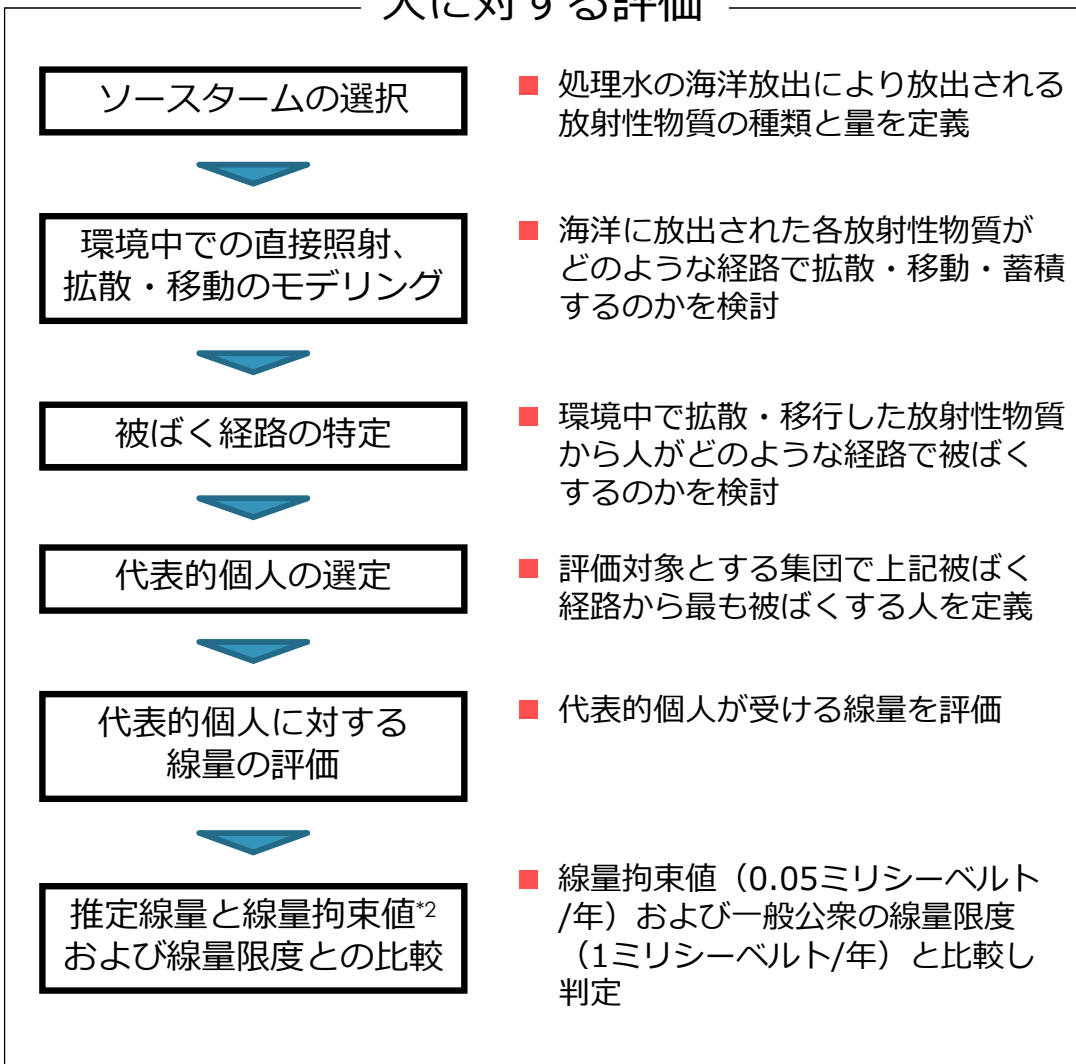 人に対する評価
ソースタームの選択
■ 処理水の海洋放出により放出される
放射性物質の種類と量を定義
環境中での直接照射、
拡散・移動のモデリング
■ 海洋に放出された各放射性物質が
どのような経路で拡散・移動・蓄積
するのかを検討
被ばく経路の特定
■ 環境中で拡散・移行した放射性物質
から人がどのような経路で被ばく
するのかを検討
代表的個人の選定
■ 評価対象とする集団で上記被ばく
経路から最も被ばくする人を定義
代表的個人に対する
線量の評価
■ 代表的個人が受ける線量を評価
推定線量と線量拘束値*2
および線量限度との比較
■ 線量拘束値（0.05ミリシーベルト
/年）および一般公衆の線量限度
（1ミリシーベルト/年）と比較し
判定